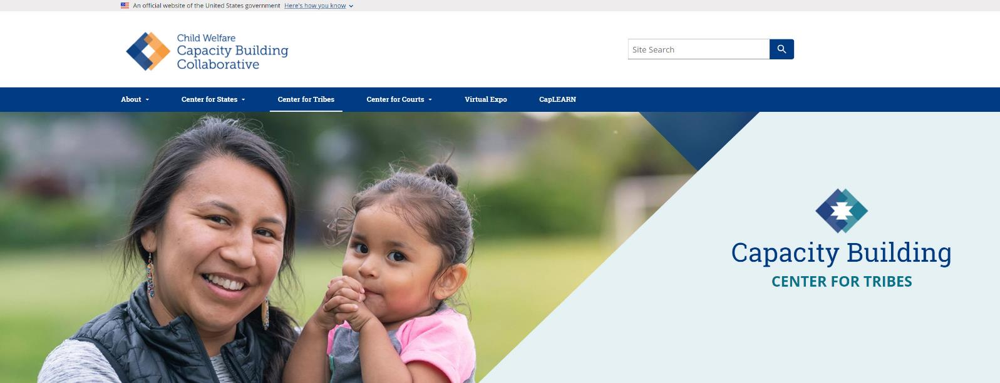 An official website of the United States government Here's how you know
Child Welfare
Capacity Building
Collaborative
Site Search
About Center for States Center for Tribes Center for Courts Virtual Expo CapLEARN
Capacity Building
CENTER FOR TRIBES